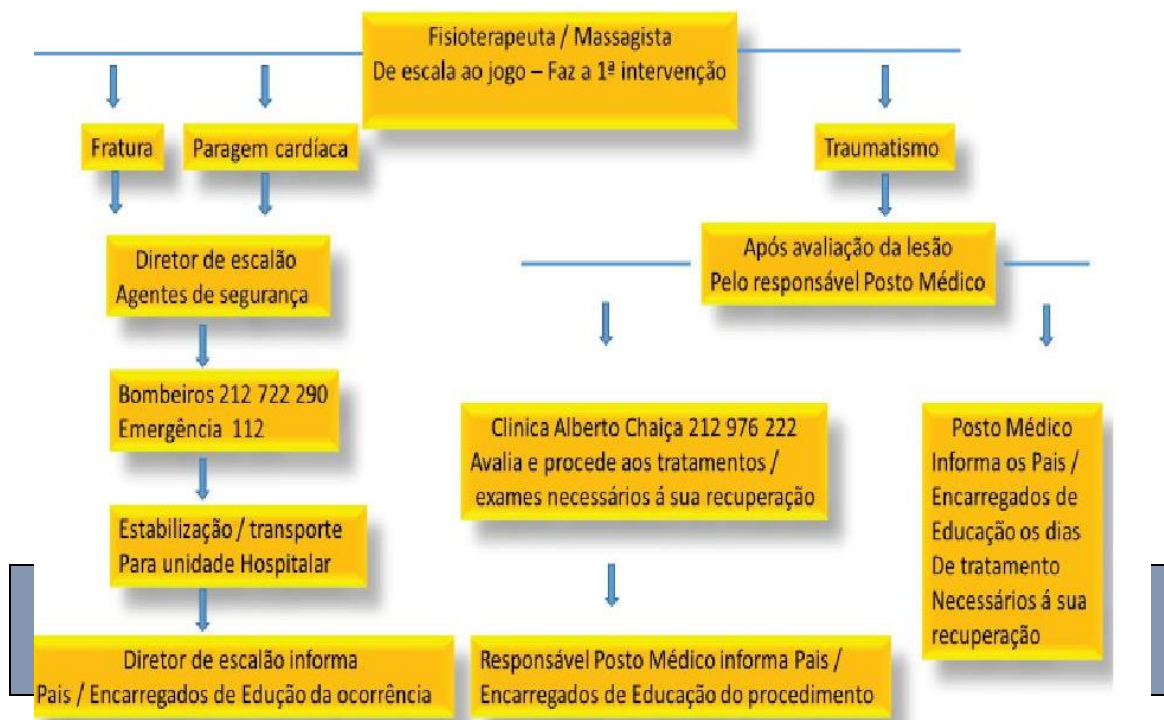 Fisioterapeuta / Massagista
De escala ao jogo – Faz a 1ª intervenção
Fratura
Paragem cardíaca
Traumatismo
Diretor de escalão
Agentes de segurança
Após avaliação da lesão
Pelo responsável Posto Médico
Bombeiros 212 722 290
Emergência 112
Clinica Alberto Chaiça 212 976 222
Avalia e procede aos tratamentos /
exames necessários á sua recuperação
Posto Médico
Informa os Pais /
Encarregados de
Educação os dias
De tratamento
Necessários á sua
recuperação
Estabilização / transporte
Para unidade Hospitalar
Diretor de escalão informa
Pais / Encarregados de Edução da ocorrência
Responsável Posto Médico informa Pais /
Encarregados de Educação do procedimento